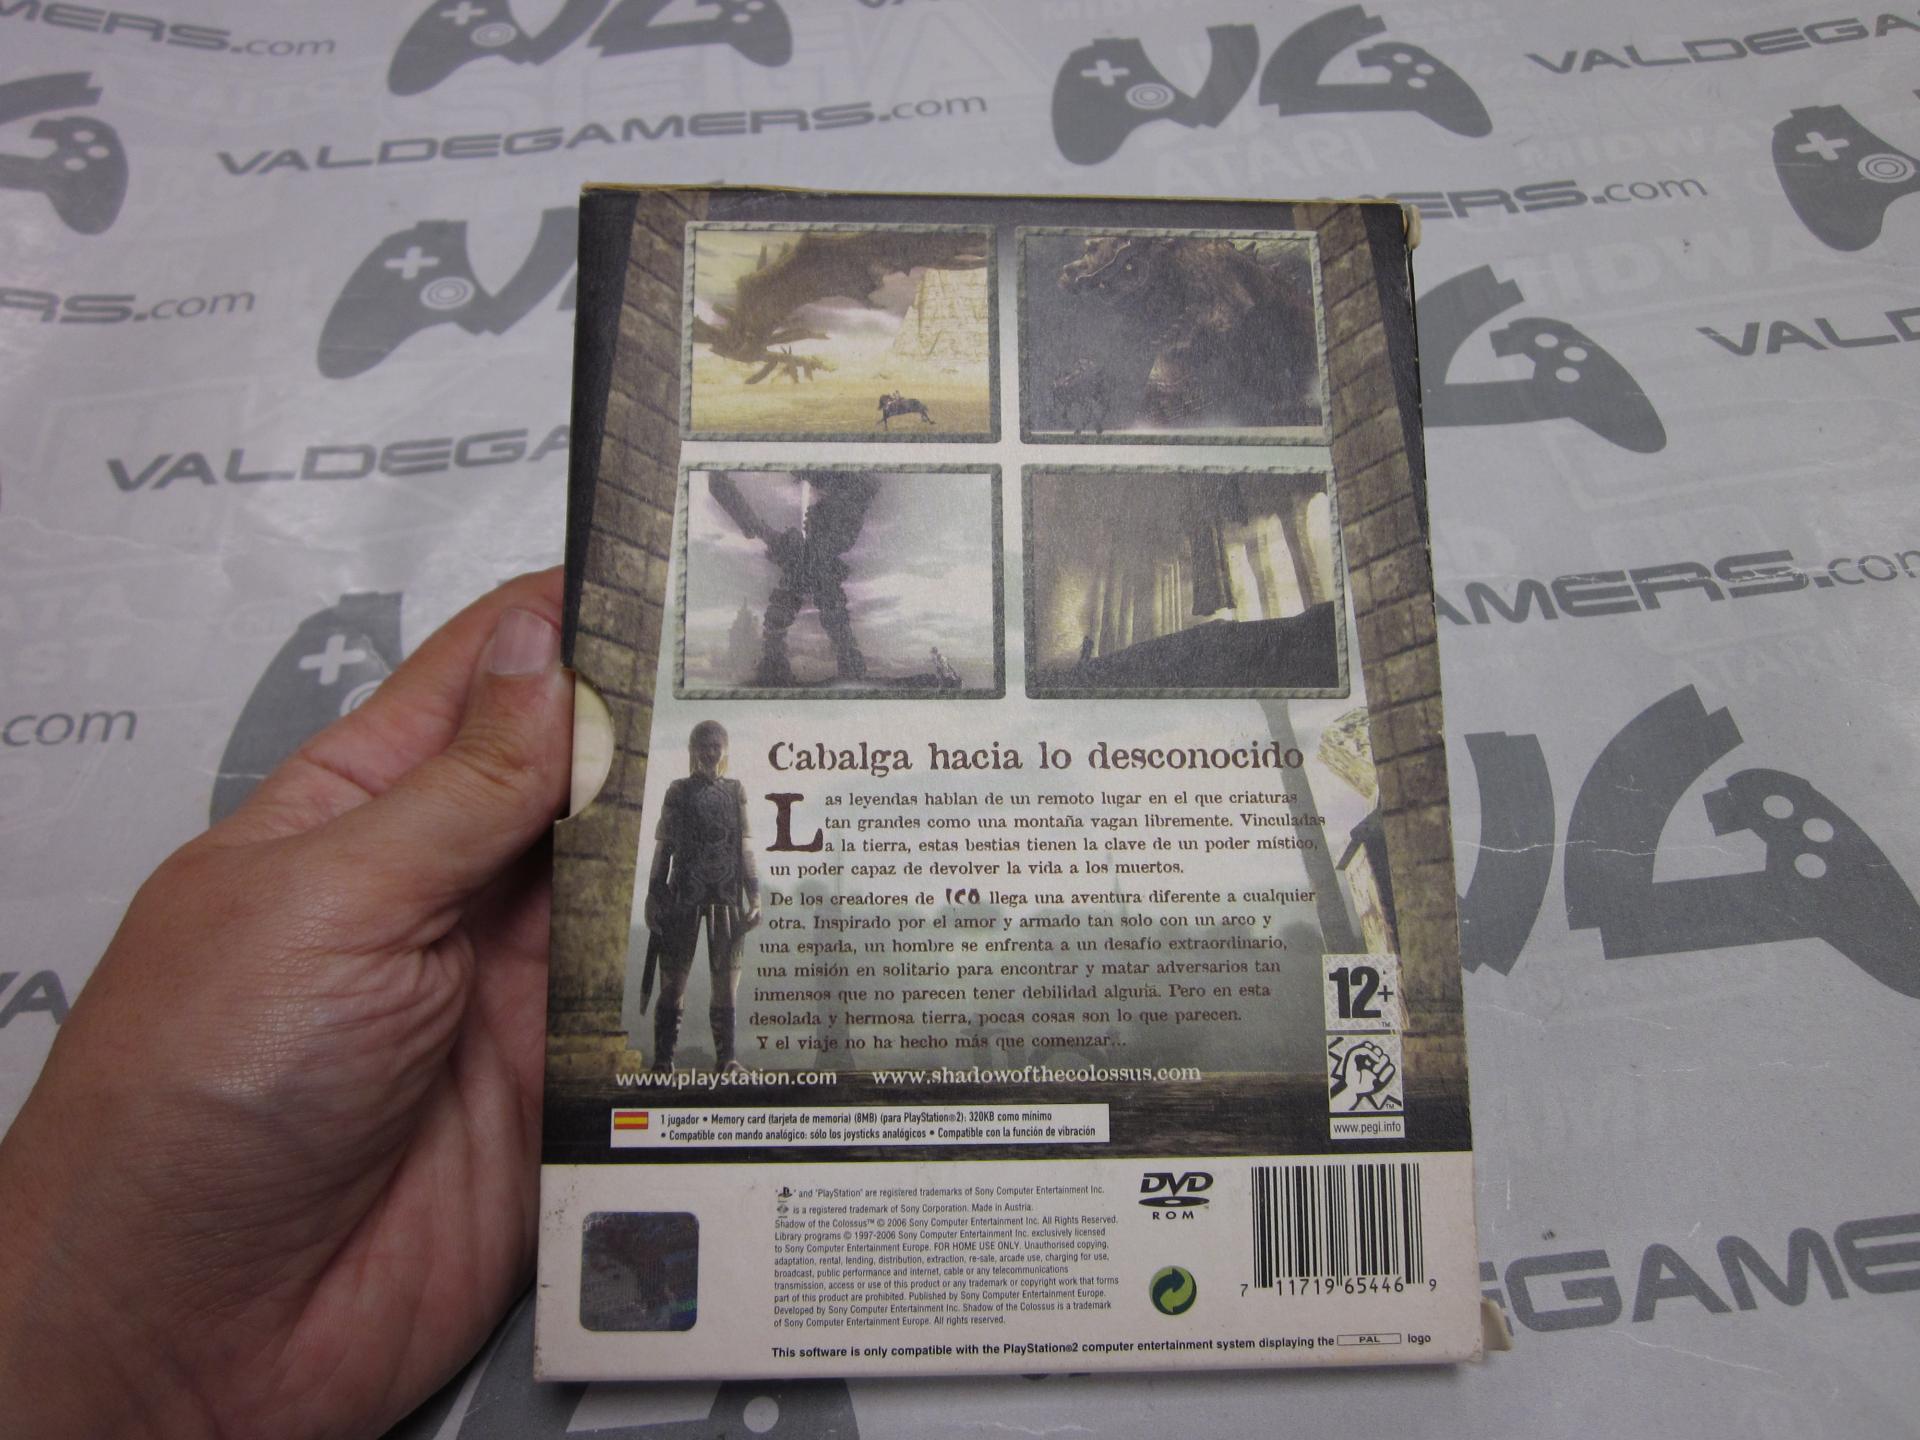 VALDEGAMERS.com
VALDEGA
RS.com
VALDEGAMERS.com
ERS.com
VALD
VALDEGA
AMERS.com
com
Cabalga hacia lo desconocido
Las leyendas hablan de un remoto lugar en el que criaturas
tan grandes como una montaña vagan libremente. Vinculadas
a la tierra, estas bestias tienen la clave de un poder místico,
un poder capaz de devolver la vida a los muertos.
De los creadores de ICO llega una aventura diferente a cualquier
otra. Inspirado por el amor y armado tan solo con un arco y
una espada, un hombre se enfrenta a un desafío extraordinario,
una misión en solitario para encontrar y matar adversarios tan
inmensos que no parecen tener debilidad alguna. Pero en esta
desolada y hermosa tierra, pocas cosas son lo que parecen.
Y el viaje no ha hecho más que comenzar...
12+
www.playstation.com www.shadowofthecolossus.com
www.pegi.info
1 jugador • Memory card (tarjeta de memoria) (8MB) (para PlayStation®2): 320KB como mínimo
• Compatible con mando analógico: sólo los joysticks analógicos • Compatible con la función de vibración
" " and "PlayStation" are registered trademarks of Sony Computer Entertainment Inc.
is a registered trademark of Sony Corporation. Made in Austria.
Shadow of the Colossus™ © 2006 Sony Computer Entertainment Inc. All Rights Reserved.
Library programs © 1997-2006 Sony Computer Entertainment Inc. exclusively licensed
to Sony Computer Entertainment Europe. FOR HOME USE ONLY. Unauthorised copying,
adaptation, rental, lending, distribution, extraction, re-sale, arcade use, charging for use,
broadcast, public performance and internet, cable or any telecommunications
transmission, access or use of this product or any trademark or copyright work that forms
part of this product are prohibited. Published by Sony Computer Entertainment Europe.
Developed by Sony Computer Entertainment Inc. Shadow of the Colossus is a trademark
of Sony Computer Entertainment Europe. All rights reserved.
DVD
ROM
7 11719 65446 9
This software is only compatible with the PlayStation®2 computer entertainment system displaying the PAL logo
EGAME